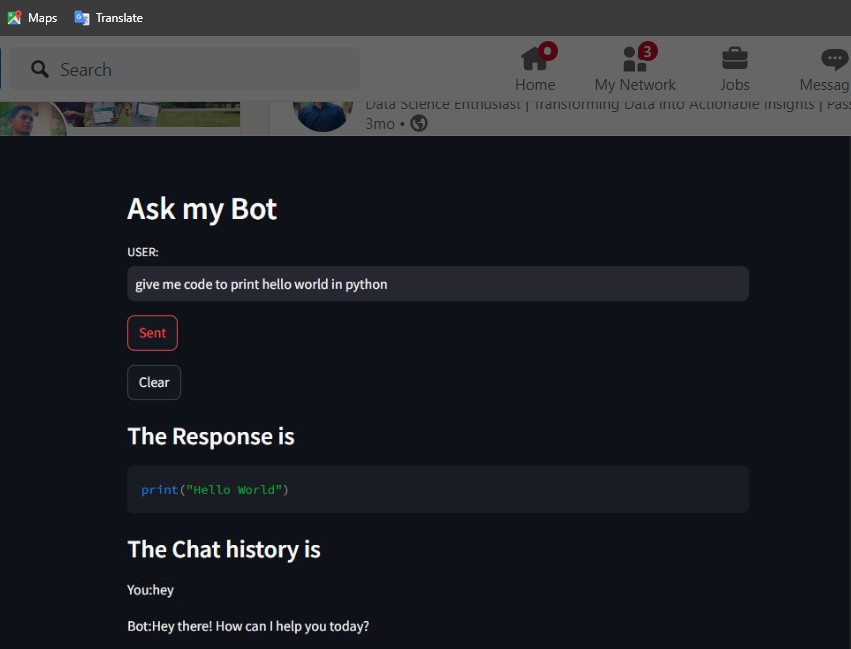 Maps Translate
Search
3
Home My Network Jobs Messag
Data Science Enthusiast | Transforming Data into Actionable Insights | Pas
3mo •
Ask my Bot
USER:
give me code to print hello world in python
Sent
Clear
The Response is
print("Hello World")
The Chat history is
You:hey
Bot:Hey there! How can I help you today?